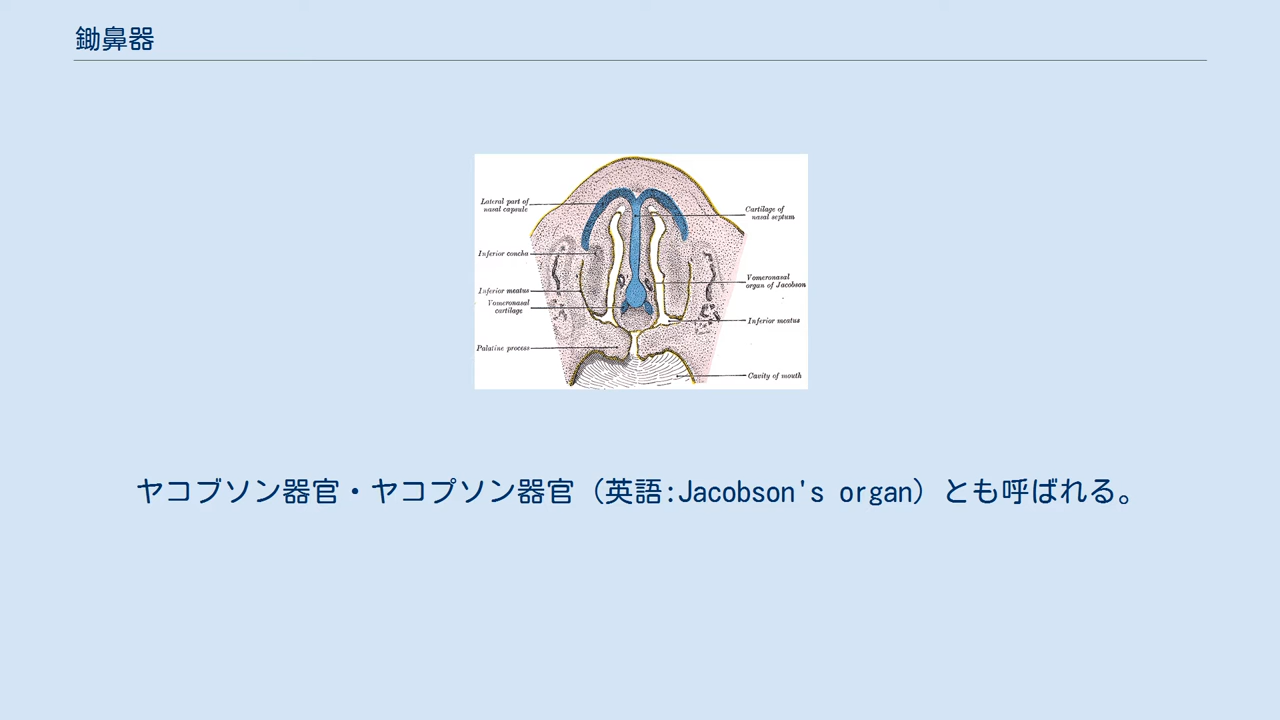 鋤鼻器
Lateral part of
nasal capsule
Cartilage of
nasal septum
Inferior concha
Vomeronasal
organ of Jacobson
Inferior meatus
Vomeronasal
cartilage
Inferior meatus
Palatine process
Cavity of mouth
ヤコブソン器官・ヤコプソン器官（英語:Jacobson's organ）とも呼ばれる。